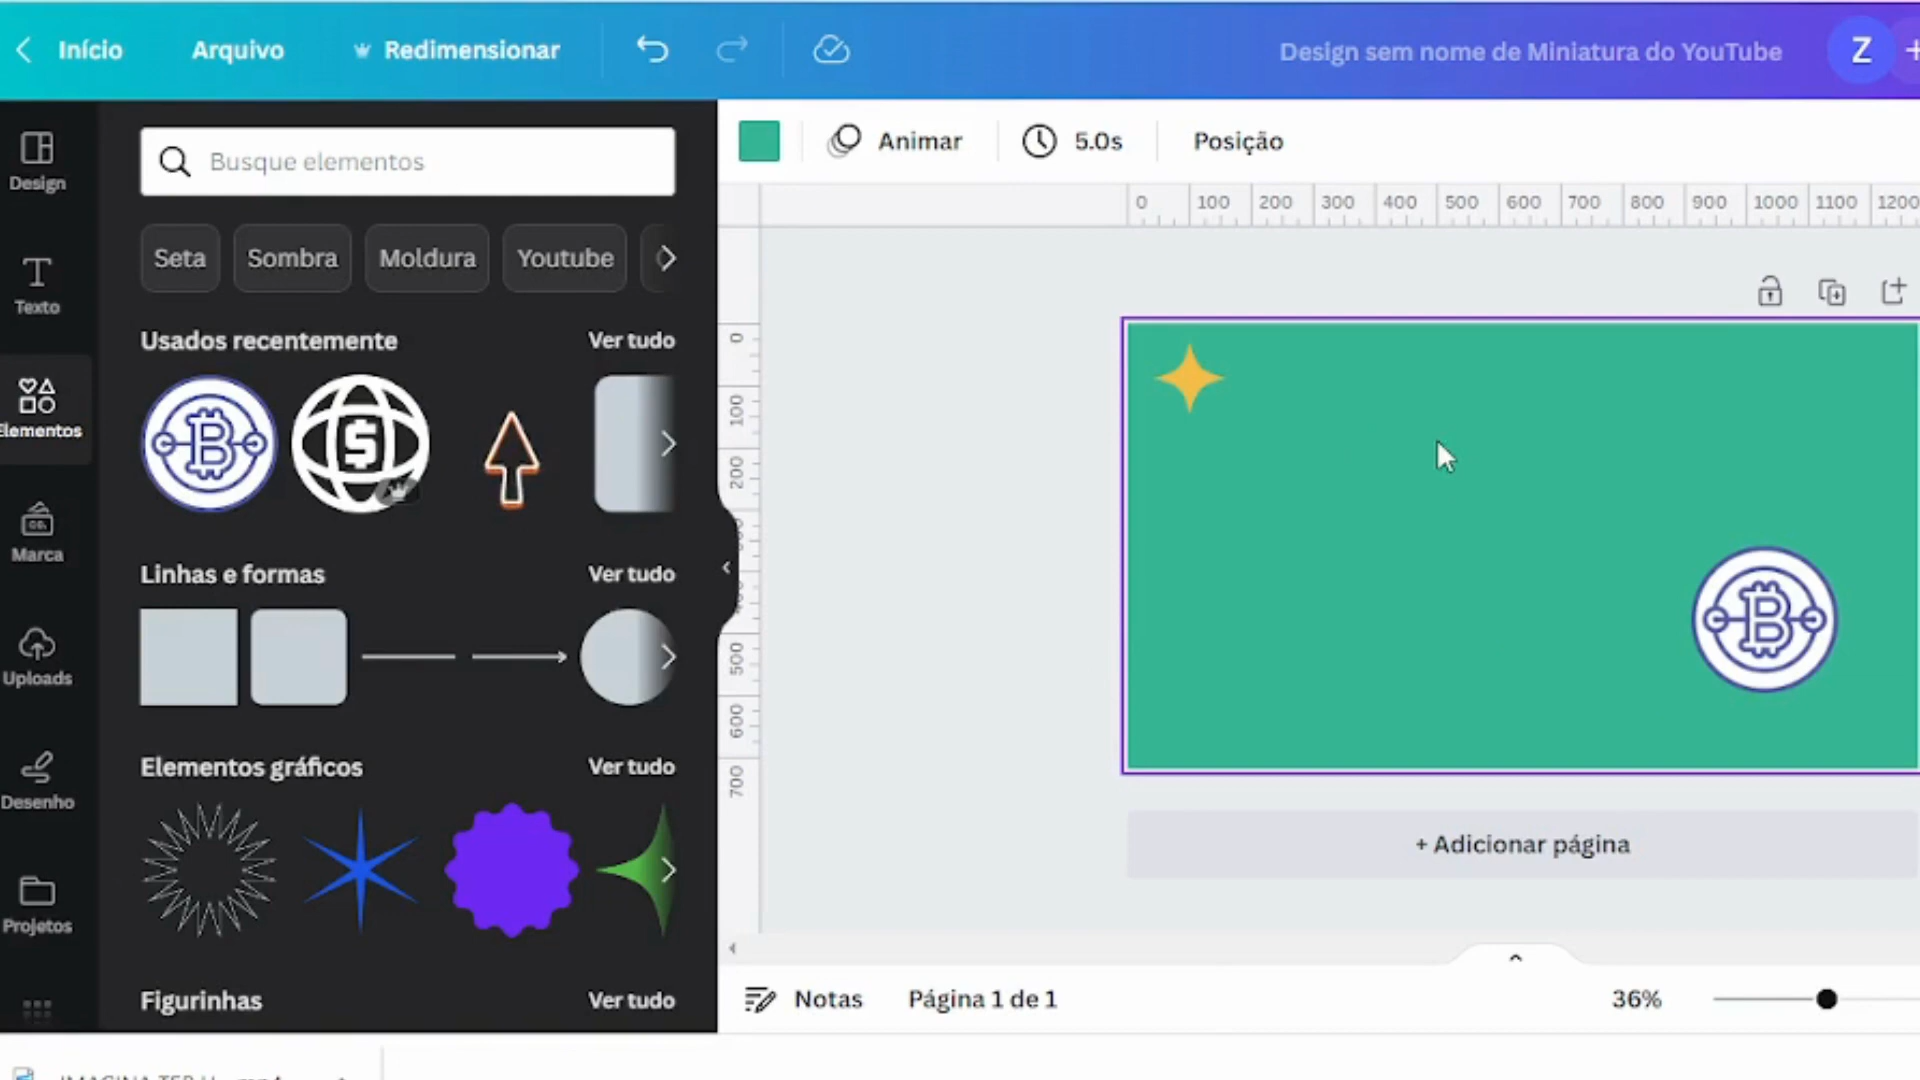 Início Arquivo Redimensionar Design sem nome de Miniatura do YouTube Z +
Design
Texto
Elementos
Marca
Uploads
Desenho
Projetos
Busque elementos
Seta Sombra Moldura Youtube
Usados recentemente Ver tudo
Linhas e formas Ver tudo
Elementos gráficos Ver tudo
Figurinhas Ver tudo
Animar 5.0s Posição
0 100 200 300 400 500 600 700 800 900 1000 1100 1200
0
100
200
500
600
700
+ Adicionar página
Notas Página 1 de 1 36%